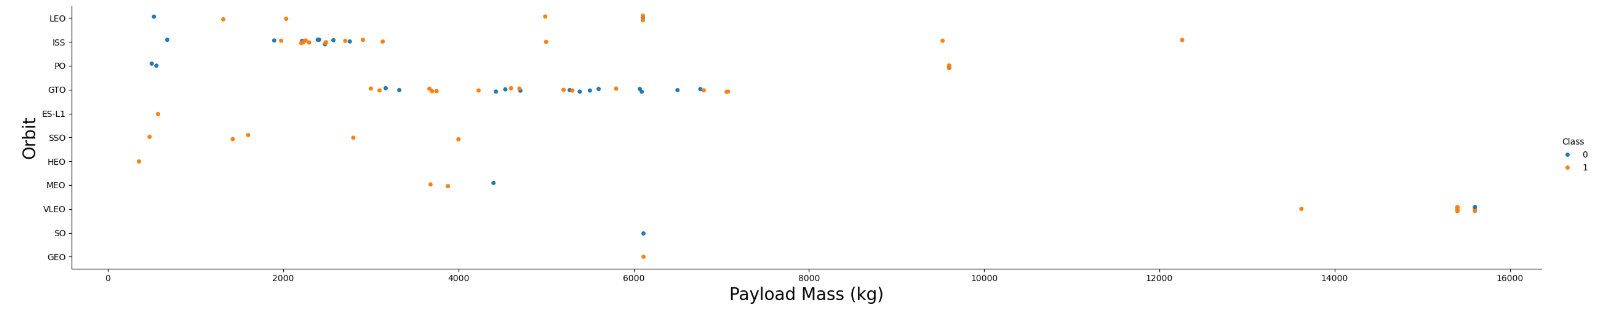 LEO
ISS
PO
GTO
ES-L1
SSO
HEO
MEO
VLEO
SO
GEO
Orbit
0 2000 4000 6000 8000 10000 12000 14000 16000
Payload Mass (kg)
Class
0
1